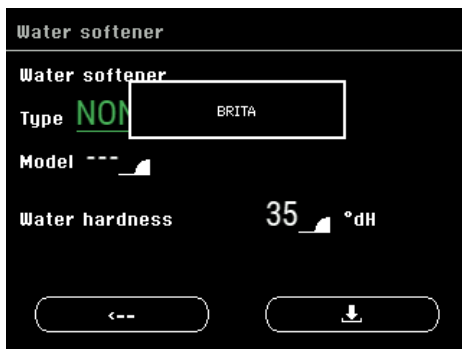 Water softener
Water softener
Type
BRITA
Model ---
Water hardness 35 °dH
<--